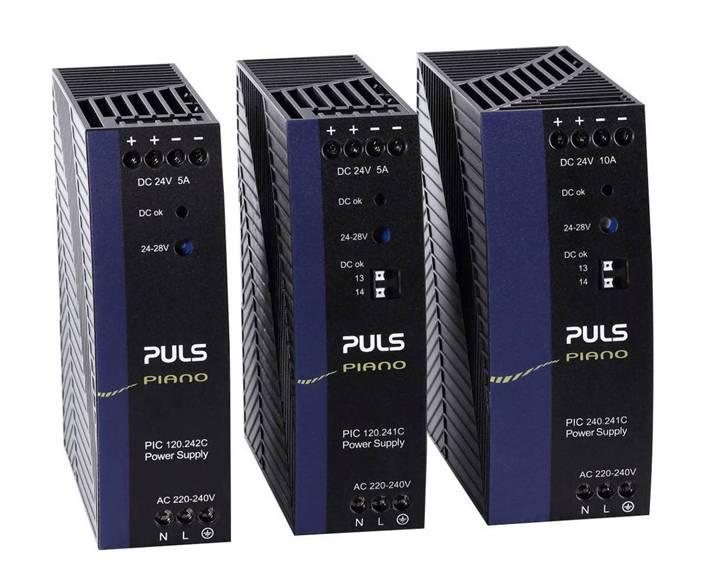 + + − −
DC 24V 5A
DC ok
24-28V
PULS
PIANO
PIC 120.242C
Power Supply
AC 220-240V
N L
+ + − −
DC 24V 5A
DC ok
24-28V
DC ok
13
14
PULS
PIANO
PIC 120.241C
Power Supply
AC 220-240V
N L
+ + − −
DC 24V 10A
DC ok
24-28V
DC ok
13
14
PULS
PIANO
PIC 240.241C
Power Supply
AC 220-240V
N L